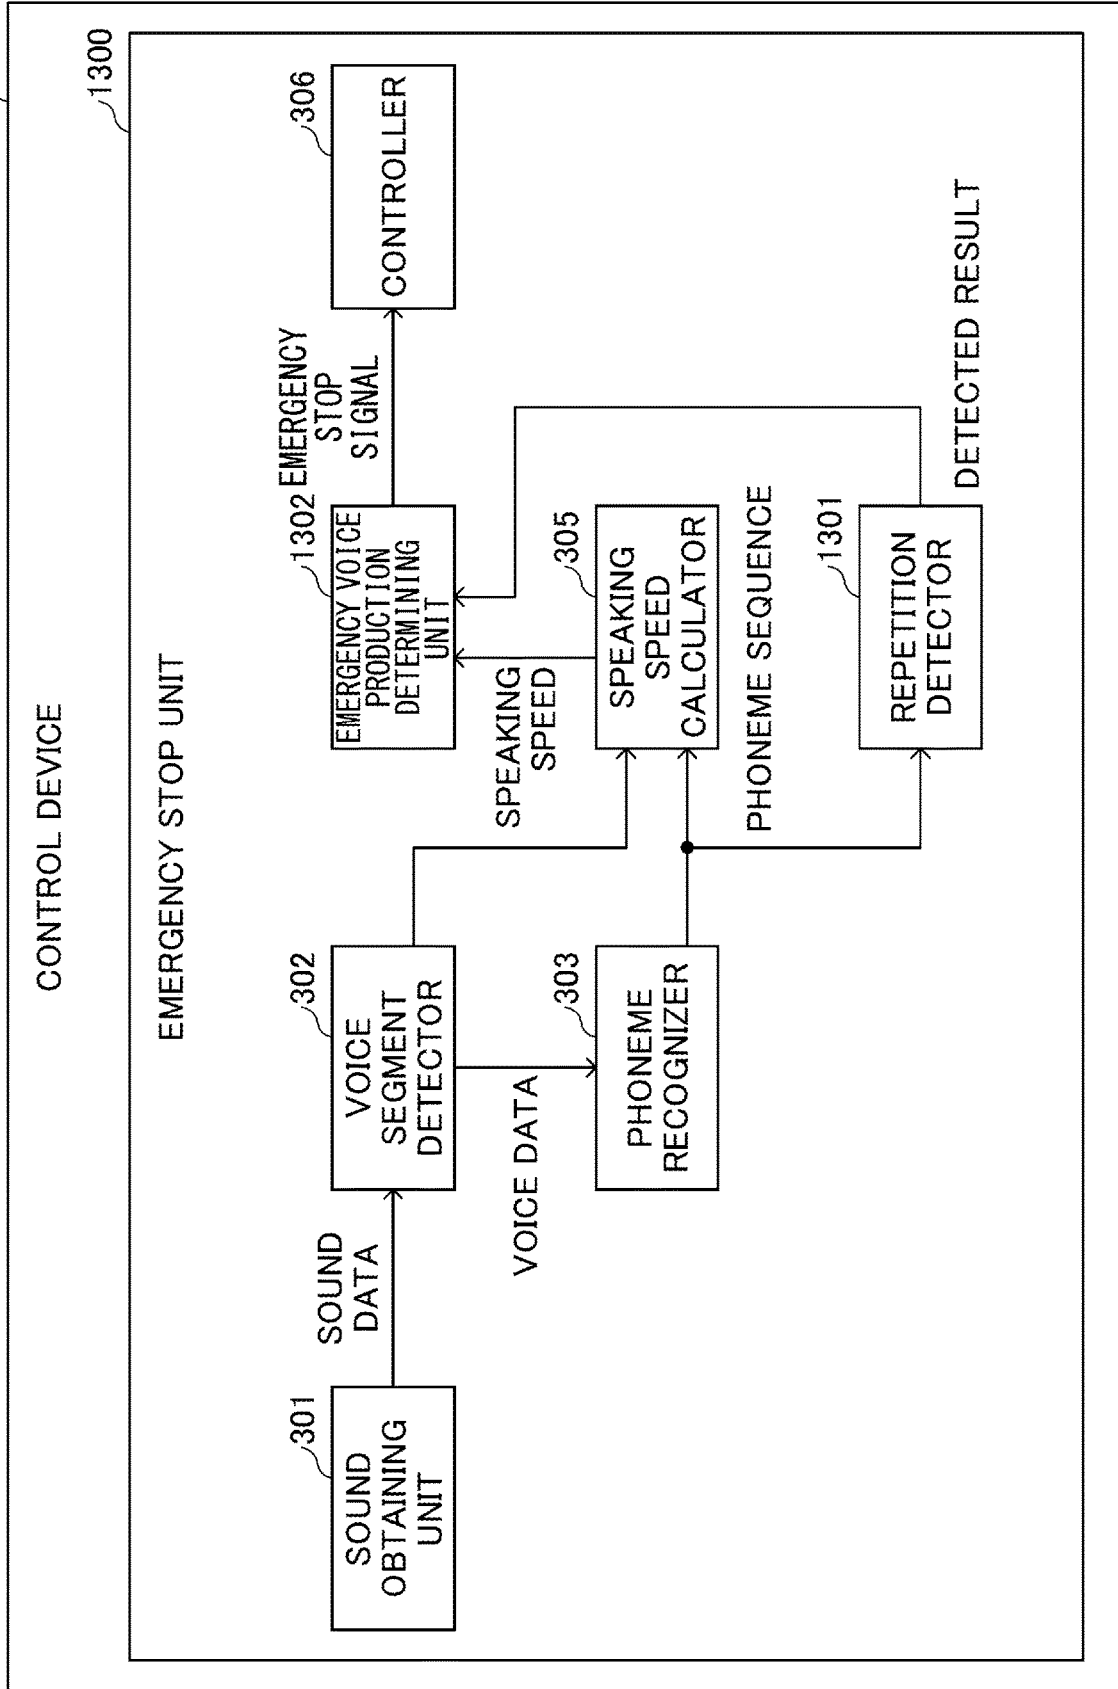 CONTROL DEVICE
1300
EMERGENCY STOP UNIT
301
SOUND
OBTAINING
UNIT
SOUND
DATA
302
VOICE
SEGMENT
DETECTOR
VOICE DATA
303
PHONEME
RECOGNIZER
1302
EMERGENCY VOICE
PRODUCTION
DETERMINING
UNIT
EMERGENCY
STOP
SIGNAL
306
CONTROLLER
SPEAKING
SPEED
305
SPEAKING
SPEED
CALCULATOR
PHONEME SEQUENCE
1301
REPETITION
DETECTOR
DETECTED RESULT